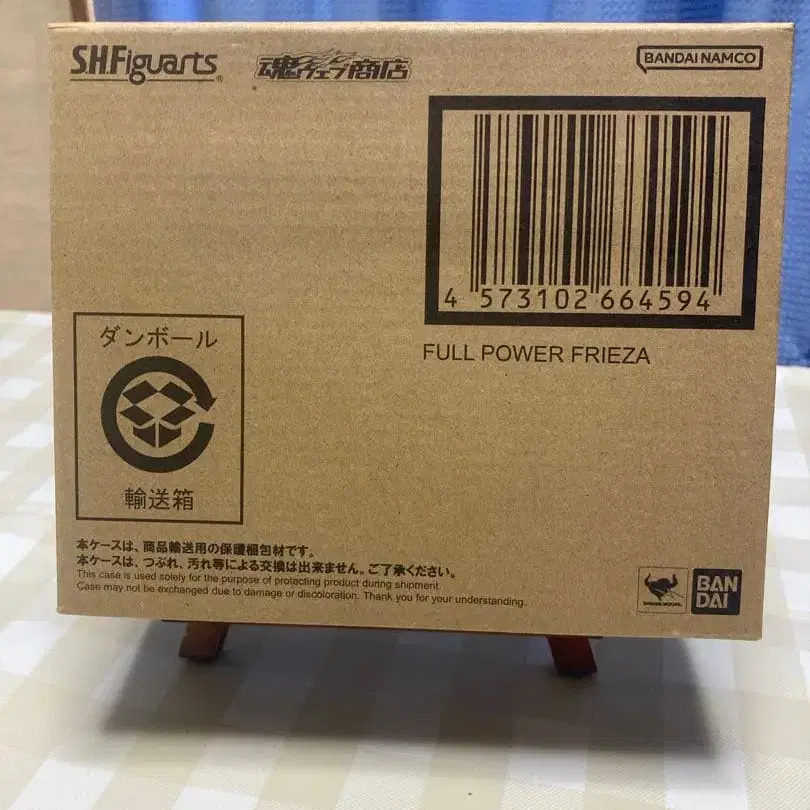 S.H.Figuarts
魂ウェブ商店
BANDAI NAMCO
4 573102 664594
FULL POWER FRIEZA
ダンボール
輸送箱
本ケースは、商品輸送用の保護梱包材です。
本ケースは、つぶれ、汚れ等による交換は出来ません。ご了承ください。
This case is used solely for the purpose of protecting product during shipment.
Case may not be exchanged due to damage or discoloration. Thank you for your understanding.
BAN
DAI